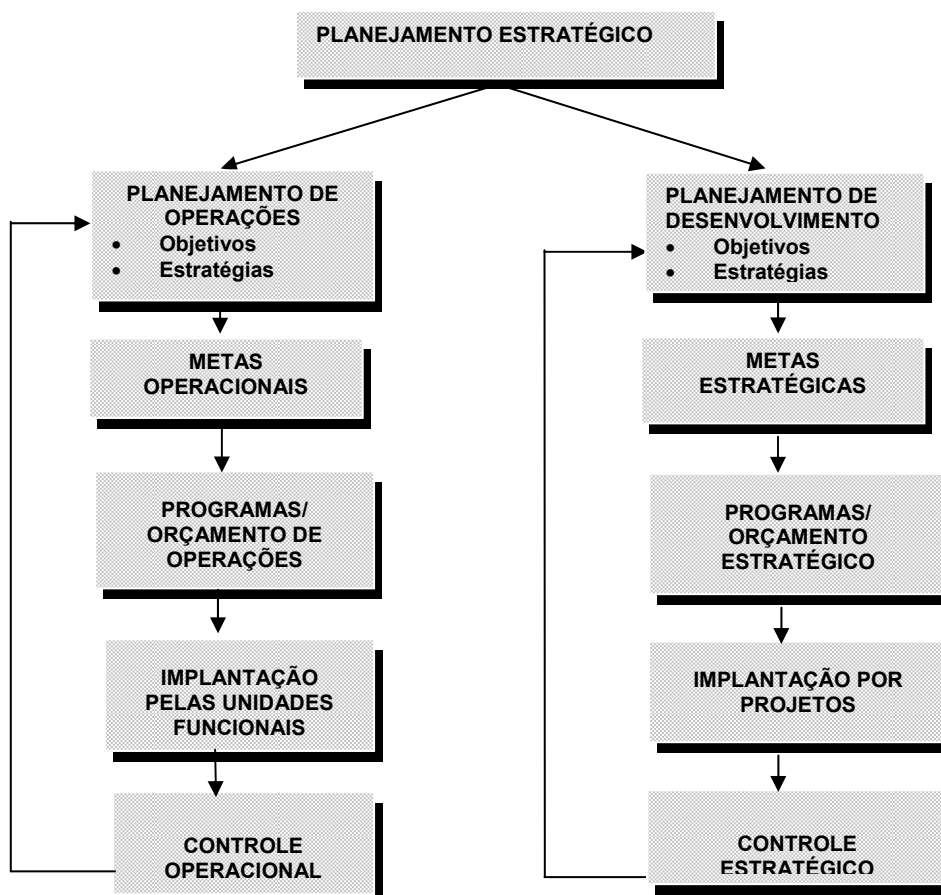 PLANEJAMENTO ESTRATÉGICO
PLANEJAMENTO DE
OPERAÇÕES
• Objetivos
• Estratégias
METAS
OPERACIONAIS
PROGRAMAS/
ORÇAMENTO DE
OPERAÇÕES
IMPLANTAÇÃO
PELAS UNIDADES
FUNCIONAIS
CONTROLE
OPERACIONAL
PLANEJAMENTO DE
DESENVOLVIMENTO
• Objetivos
• Estratégias
METAS
ESTRATÉGICAS
PROGRAMAS/
ORÇAMENTO
ESTRATÉGICO
IMPLANTAÇÃO POR
PROJETOS
CONTROLE
ESTRATÉGICO